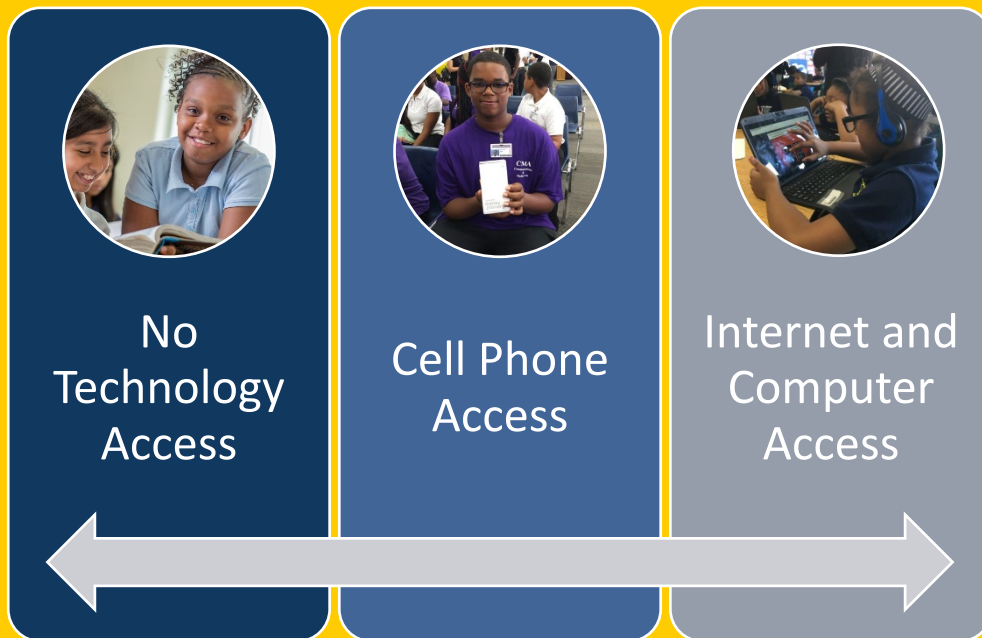 No
Technology
Access
Cell Phone
Access
Internet and
Computer
Access
CMA